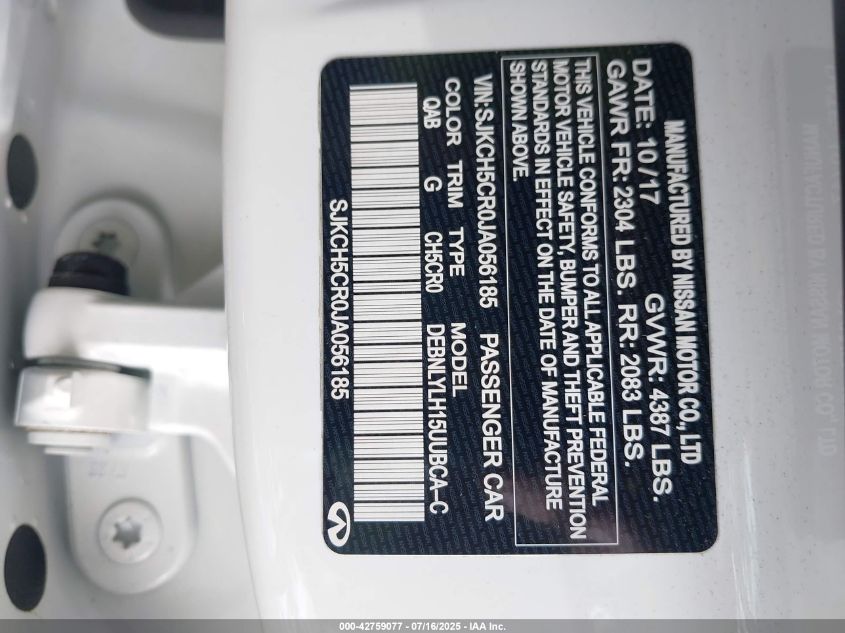 MANUFACTURED BY NISSAN MOTOR CO., LTD
DATE: 10 /17 GVWR: 4387 LBS.
GAWR FR: 2304 LBS. RR: 2083 LBS.
THIS VEHICLE CONFORMS TO ALL APPLICABLE FEDERAL
MOTOR VEHICLE SAFETY, BUMPER AND THEFT PREVENTION
STANDARDS IN EFFECT ON THE DATE OF MANUFACTURE
SHOWN ABOVE.
VIN:SJKCH5CR0JA056185 PASSENGER CAR
COLOR TRIM TYPE MODEL
QAB G CH5CR0 DEBNLYLH15UUBCA-C
SJKCH5CR0JA056185
000-42759077 - 07/16/2025 - IAA Inc.